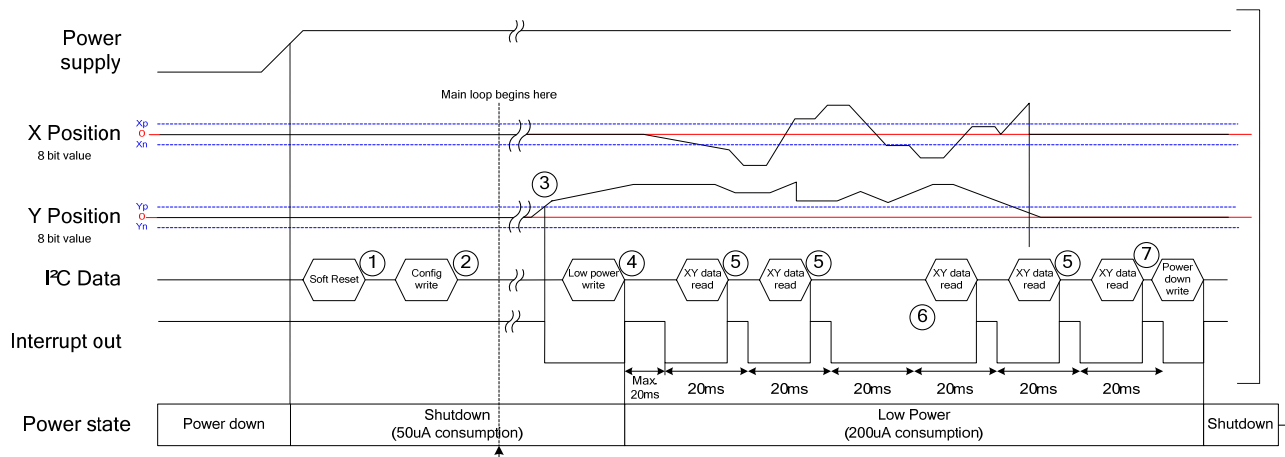 Power
supply
Main loop begins here
X Position
8 bit value
Xp
O
Xn
3
Y Position
8 bit value
Yp
O
Yn
I²C Data
Soft Reset
1
Config
write
2
Low power
write
4
XY data
read
5
XY data
read
5
XY data
read
XY data
read
5
XY data
read
7
Power
down
write
6
Interrupt out
Max.
20ms
20ms
20ms
20ms
20ms
20ms
20ms
Power state
Power down
Shutdown
(50uA consumption)
Low Power
(200uA consumption)
Shutdown